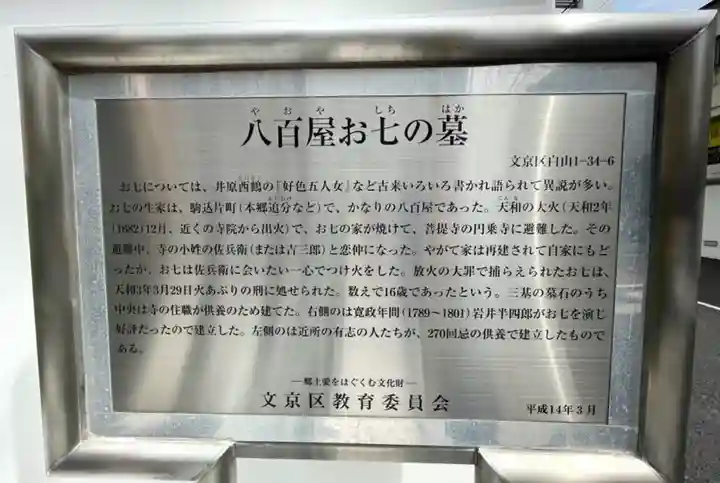 やおや しち はか
八百屋お七の墓
文京区白山1-34-6
お七については、井原西鶴の『好色五人女』など古来いろいろ書かれ語られて異説が多い。
お七の生家は、駒込片町(本郷追分など)で、かなりの八百屋であった。天和の大火(天和2年
(1682)12月、近くの寺院から出火)で、お七の家が焼けて、菩提寺の円乗寺に避難した。その
避難中、寺の小姓の佐兵衛(または吉三郎)と恋仲になった。やがて家は再建されて自家にもど
ったが、お七は佐兵衛に会いたい一心でつけ火をした。放火の大罪で捕らえられたお七は、
天和3年3月29日火あぶりの刑に処せられた。数えで16歳であったという。三基の墓石のうち
中央は寺の住職が供養のため建てた。右側のは寛政年間(1789~1801)岩井半四郎がお七を演じ
好評だったので建立した。左側のは近所の有志の人たちが、270回忌の供養で建立したもので
ある。
―郷土愛をはぐくむ文化財―
文京区教育委員会
平成14年3月